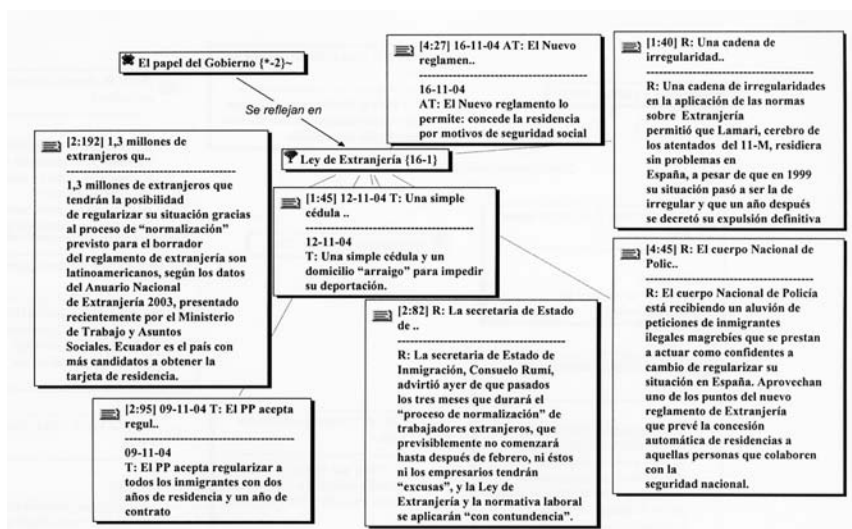 El papel del Gobierno {*-2}~
Se reflejan en
Ley de Extranjería {16-1}
[4:27] 16-11-04 AT: El Nuevo
reglamen..
16-11-04
AT: El Nuevo reglamento lo
permite: concede la residencia
por motivos de seguridad social
[1:40] R: Una cadena de
irregularidad..
R: Una cadena de irregularidades
en la aplicación de las normas
sobre Extranjería
permitió que Lamari, cerebro de
los atentados del 11-M, residiera
sin problemas en
España, a pesar de que en 1999
su situación pasó a ser la de
irregular y que un año después
se decretó su expulsión definitiva
[2:192] 1,3 millones de
extranjeros qu..
1,3 millones de extranjeros que
tendrán la posibilidad
de regularizar su situación gracias
al proceso de “normalización”
previsto para el borrador
del reglamento de extranjería son
latinoamericanos, según los datos
del Anuario Nacional
de Extranjería 2003, presentado
recientemente por el Ministerio
de Trabajo y Asuntos
Sociales. Ecuador es el país con
más candidatos a obtener la
tarjeta de residencia.
[1:45] 12-11-04 T: Una simple
cédula ..
12-11-04
T: Una simple cédula y un
domicilio “arraigo” para impedir
su deportación.
[4:45] R: El cuerpo Nacional de
Polic..
R: El cuerpo Nacional de Policía
está recibiendo un aluvión de
peticiones de inmigrantes
ilegales magrebíes que se prestan
a actuar como confidentes a
cambio de regularizar su
situación en España. Aprovechan
uno de los puntos del nuevo
reglamento de Extranjería
que prevé la concesión
automática de residencias a
aquellas personas que colaboren
con la
seguridad nacional.
[2:82] R: La secretaria de Estado
de ..
R: La secretaria de Estado de
Inmigración, Consuelo Rumí,
advirtió ayer de que pasados
los tres meses que durará el
“proceso de normalización” de
trabajadores extranjeros, que
previsiblemente no comenzará
hasta después de febrero, ni éstos
ni los empresarios tendrán
“excusas”, y la Ley de
Extranjería y la normativa laboral
se aplicarán “con contundencia”.
[2:95] 09-11-04 T: El PP acepta
regul..
09-11-04
T: El PP acepta regularizar a
todos los inmigrantes con dos
años de residencia y un año de
contrato